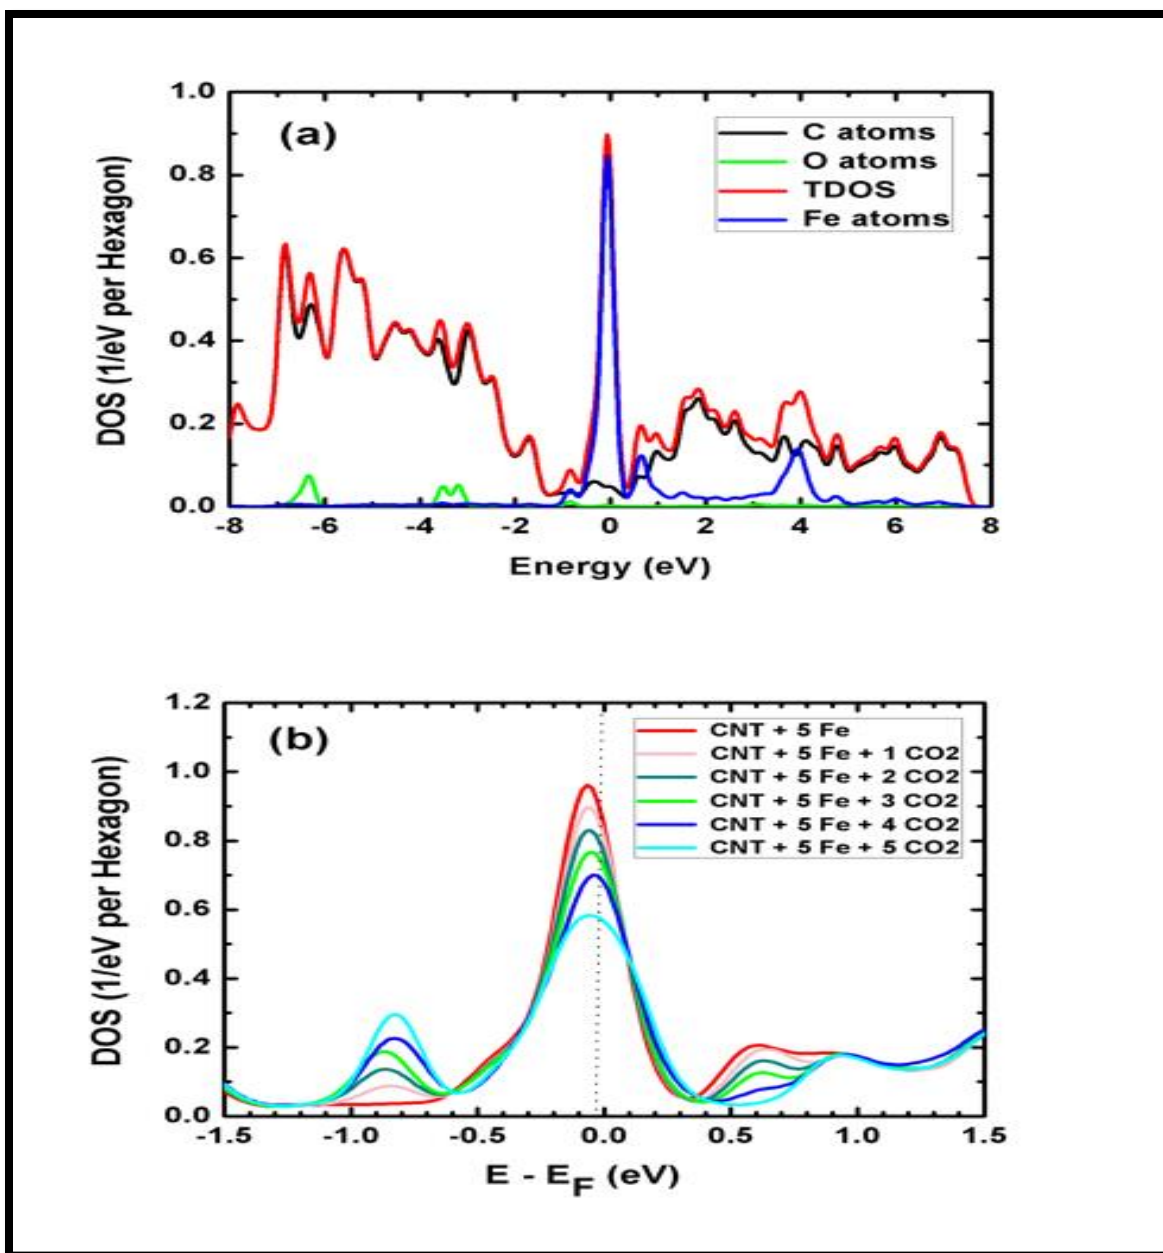 (a)
C atoms
O atoms
TDOS
Fe atoms
DOS (1/eV per Hexagon)
1.0
0.8
0.6
0.4
0.2
0.0
-8 -6 -4 -2 0 2 4 6 8
Energy (eV)
(b)
CNT + 5 Fe
CNT + 5 Fe + 1 CO2
CNT + 5 Fe + 2 CO2
CNT + 5 Fe + 3 CO2
CNT + 5 Fe + 4 CO2
CNT + 5 Fe + 5 CO2
DOS (1/eV per Hexagon)
1.2
1.0
0.8
0.6
0.4
0.2
0.0
-1.5 -1.0 -0.5 0.0 0.5 1.0 1.5
E - E_F (eV)